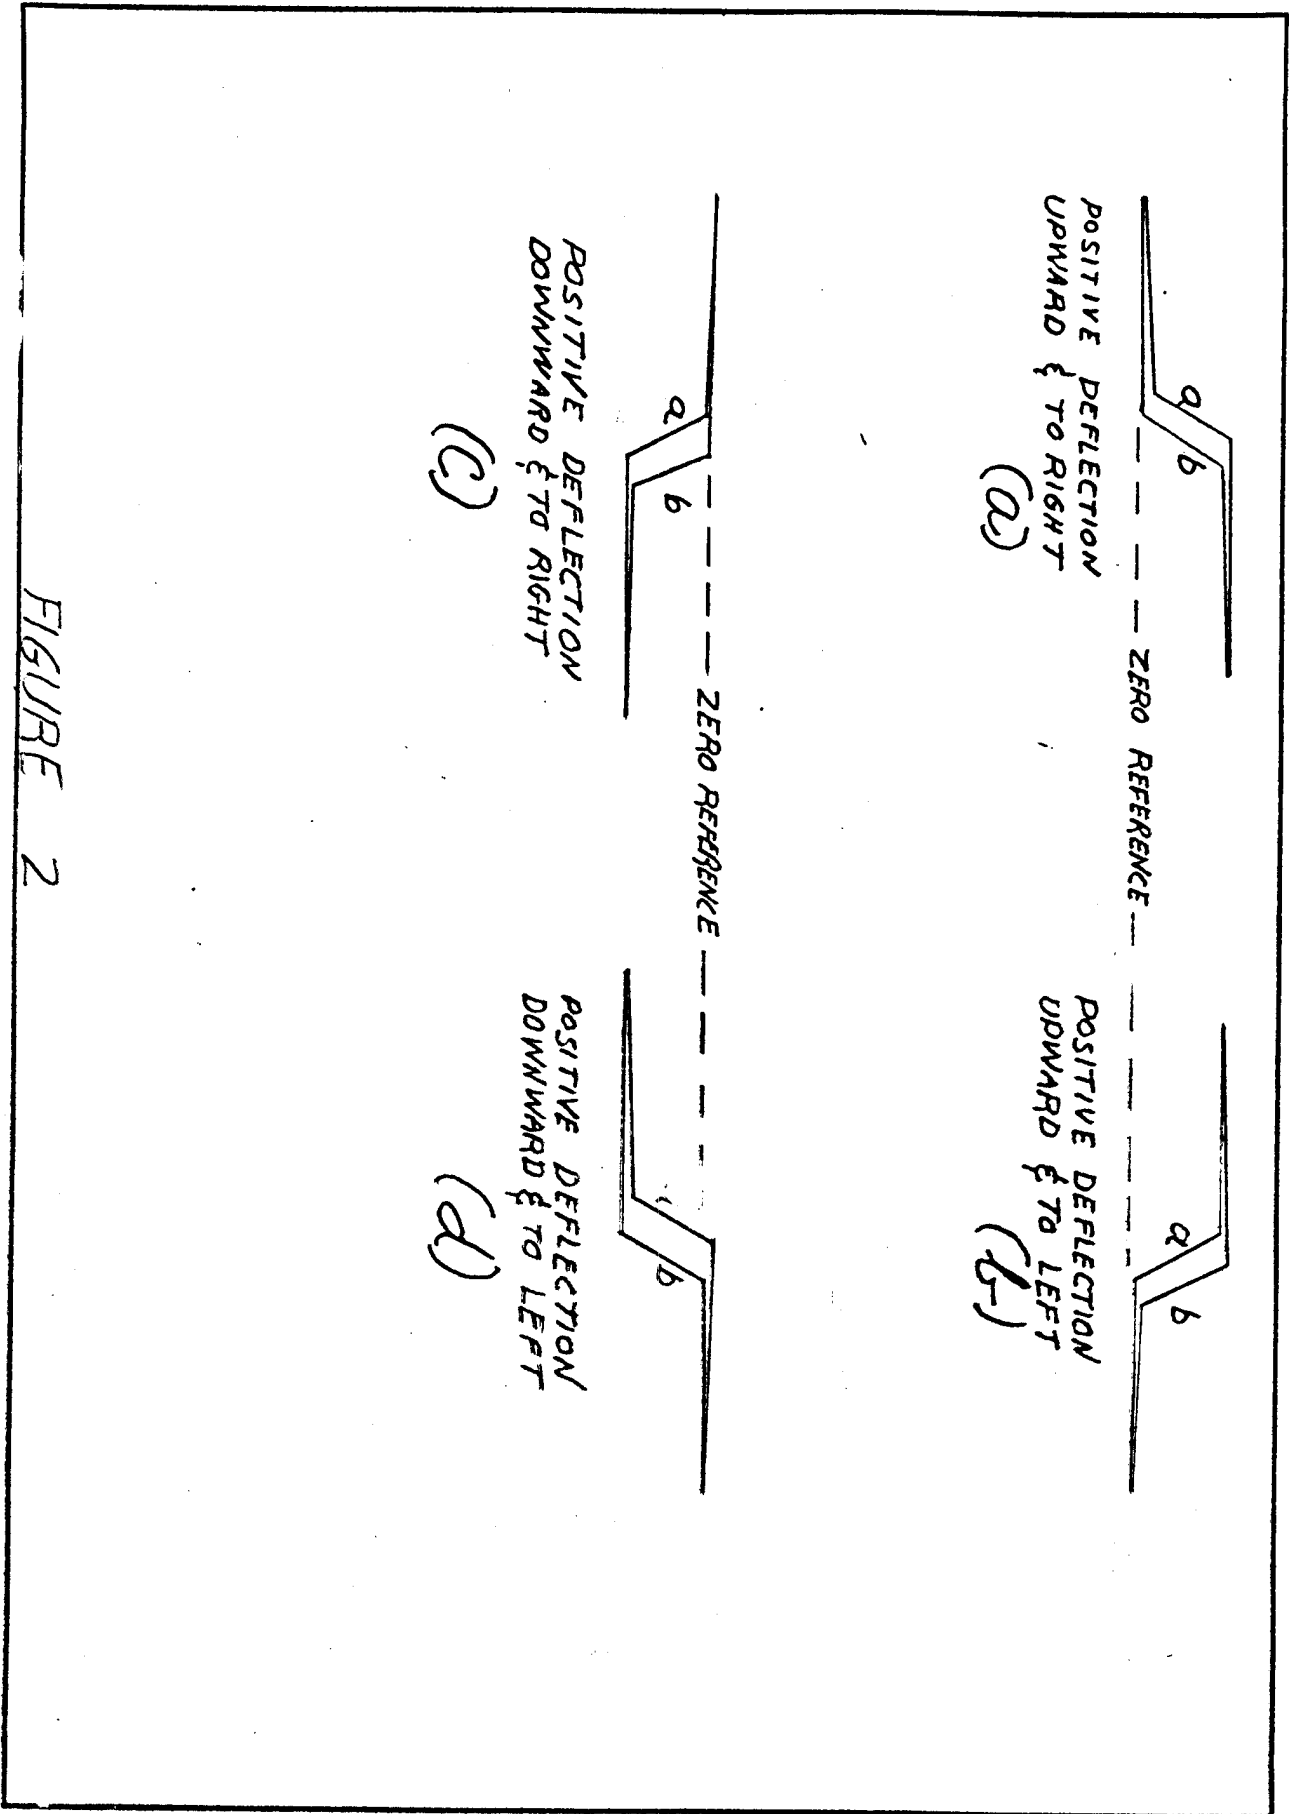 a
b
ZERO REFERENCE
a
b
POSITIVE DEFLECTION
UPWARD & TO RIGHT
(a)
POSITIVE DEFLECTION
UPWARD & TO LEFT
(b)
ZERO REFERENCE
a
b
b
POSITIVE DEFLECTION
DOWNWARD & TO RIGHT
(c)
POSITIVE DEFLECTION
DOWNWARD & TO LEFT
(d)
FIGURE 2